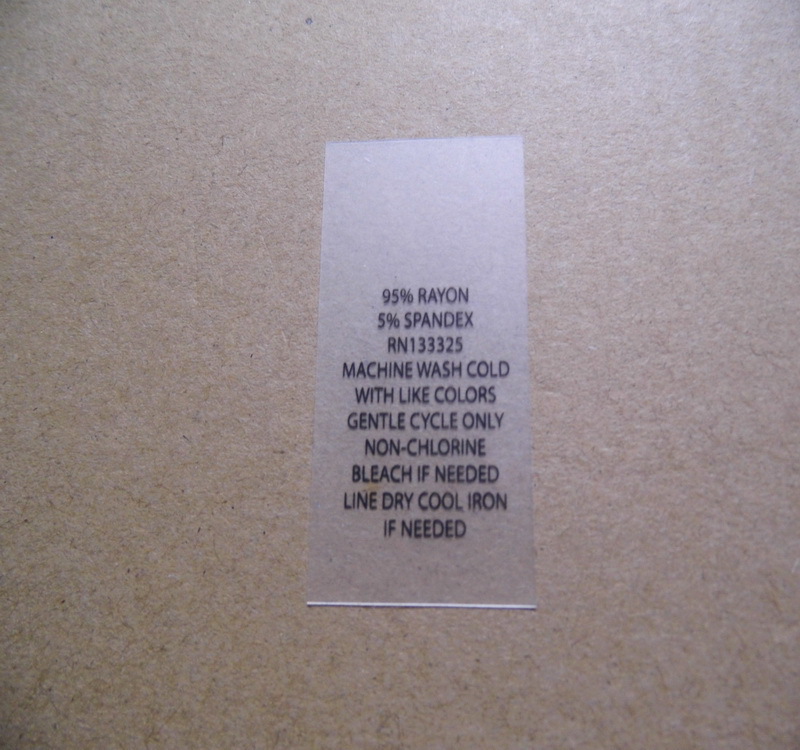 95% RAYON
5% SPANDEX
RN133325
MACHINE WASH COLD
WITH LIKE COLORS
GENTLE CYCLE ONLY
NON-CHLORINE
BLEACH IF NEEDED
LINE DRY COOL IRON
IF NEEDED